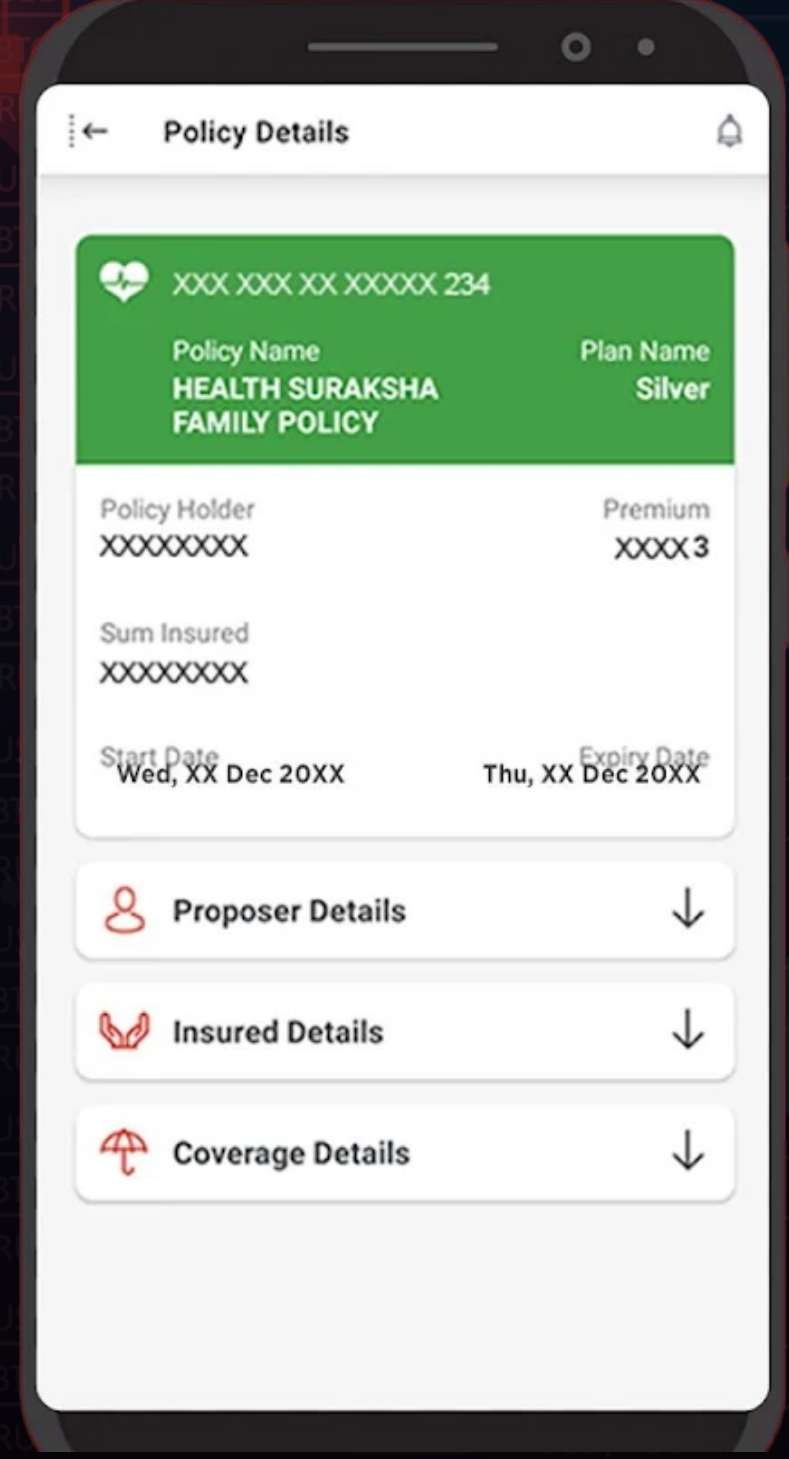 Policy Details
XXX XXX XX XXXXX 234
Policy Name
Plan Name
HEALTH SURAKSHA
FAMILY POLICY
Silver
Policy Holder
Premium
XXXXXXXX
XXXX 3
Sum Insured
XXXXXXXX
Start Date
Expiry Date
Wed, XX Dec 20XX
Thu, XX Dec 20XX
Proposer Details
Insured Details
Coverage Details